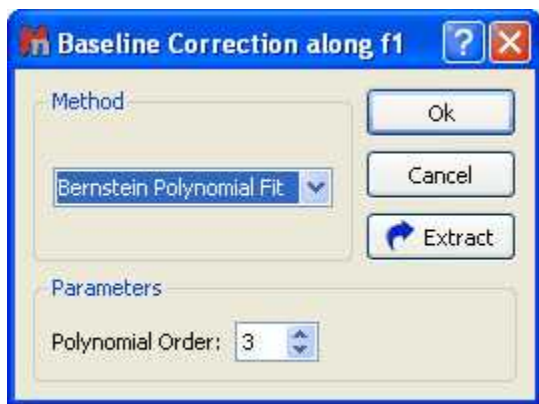 Baseline Correction along f1
Method
Bernstein Polynomial Fit
Ok
Cancel
Extract
Parameters
Polynomial Order: 3